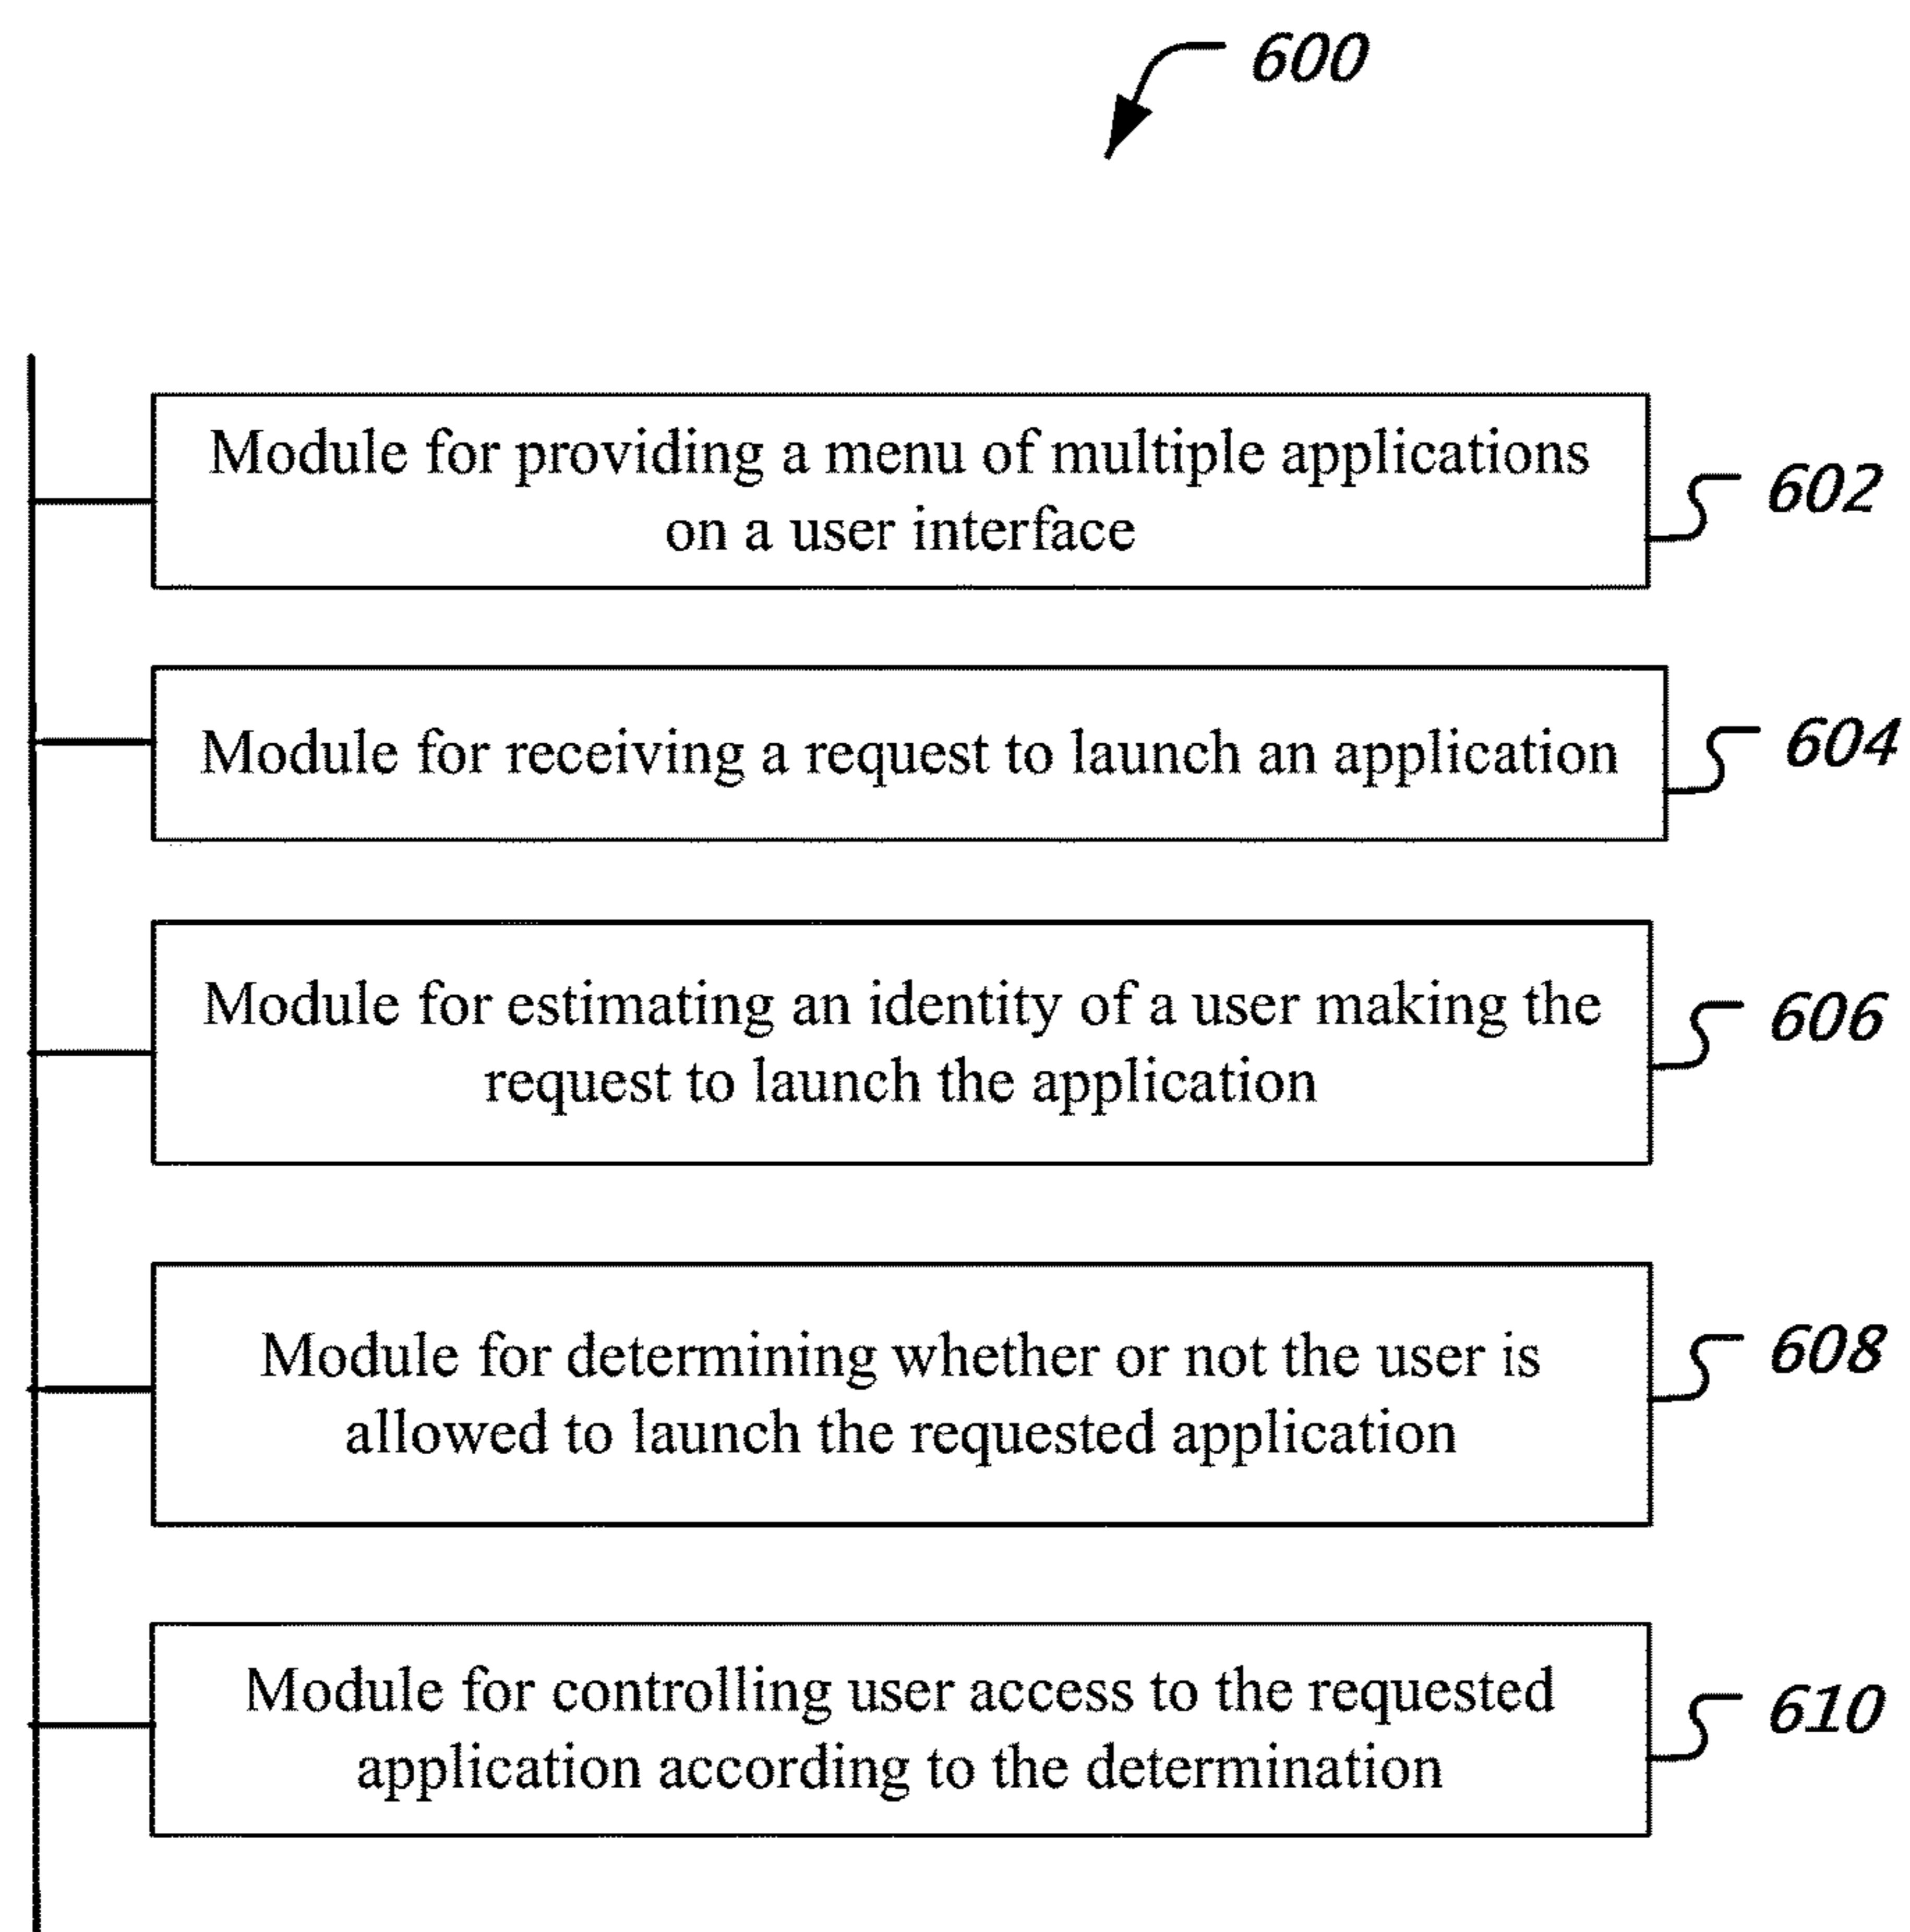 600
Module for providing a menu of multiple applications
on a user interface
602
Module for receiving a request to launch an application
604
Module for estimating an identity of a user making the
request to launch the application
606
Module for determining whether or not the user is
allowed to launch the requested application
608
Module for controlling user access to the requested
application according to the determination
610